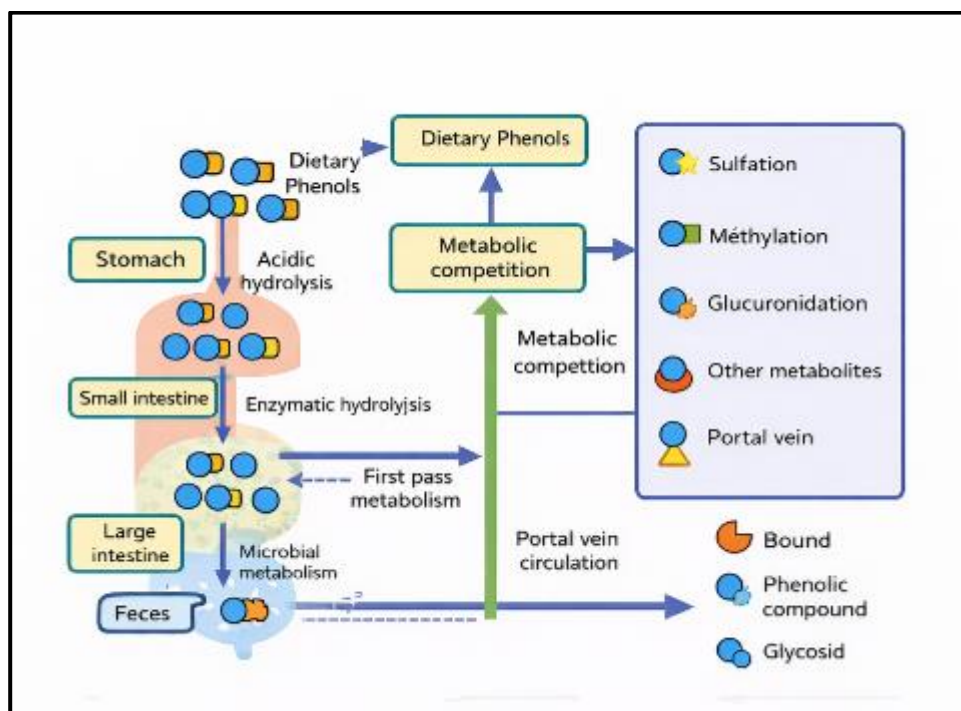 Dietary
Phenols
Dietary Phenols
Stomach
Acidic
hydrolysis
Metabolic
competition
Sulfation
Méthylation
Glucuronidation
Other metabolites
Portal vein
Small intestine
Enzymatic hydrolyjsis
Metabolic
compettion
First pass
metabolism
Large
intestine
Microbial
metabolism
Portal vein
circulation
Feces
Bound
Phenolic
compound
Glycosid